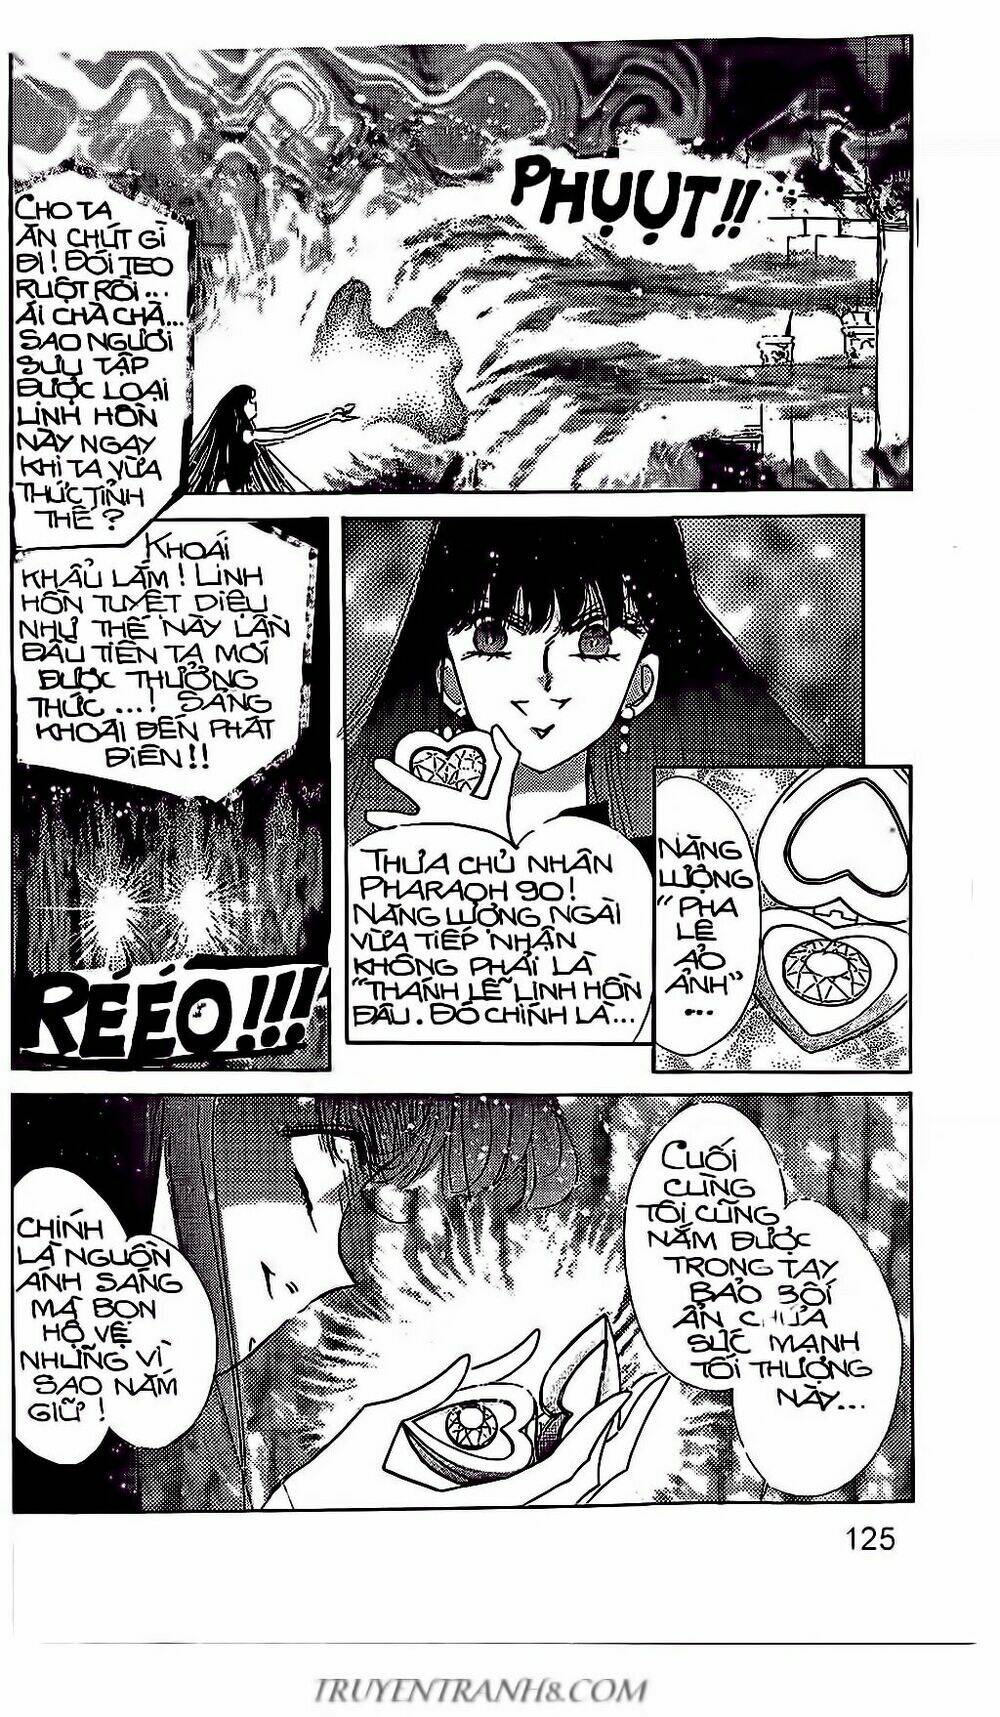 PHỤỤT!!
CHO TA
ĂN CHÚT GÌ
ĐI! ĐÓI TEO
RUỘT RỒI...
ÁI CHÀ CHÀ...
SAO NGƯƠI
SƯU TẬP
ĐƯỢC LOẠI
LINH HỒN
NÀY NGAY
KHI TA VỪA
THỨC TỈNH
THẾ?
KHOÁI
KHẨU LẮM! LINH
HỒN TUYỆT DIỆU
NHƯ THẾ NÀY LẦN
ĐẦU TIÊN TA MỚI
ĐƯỢC THƯỞNG
THỨC...! SẢNG
KHOÁI ĐẾN PHÁT
ĐIÊN!!
RÉÉO!!!
THƯA CHỦ NHÂN
PHARAOH 90!
NĂNG LƯỢNG NGÀI
VỪA TIẾP NHẬN
KHÔNG PHẢI LÀ
"THÁNH LỄ" LINH HỒN
ĐÂU. ĐÓ CHÍNH LÀ...
NĂNG
LƯỢNG
"PHA
LÊ
ẢO
ẢNH"
...
CUỐI
CÙNG
TÔI CŨNG
NẮM ĐƯỢC
TRONG TAY
BẢO BỐI
ẨN CHỨA
SỨC MẠNH
TỐI THƯỢNG
NÀY...
CHÍNH
LÀ NGUỒN
ÁNH SÁNG
MÀ BỌN
HỘ VỆ
NHỮNG VÌ
SAO NẮM
GIỮ!
125
TRUYENTRANH8.COM